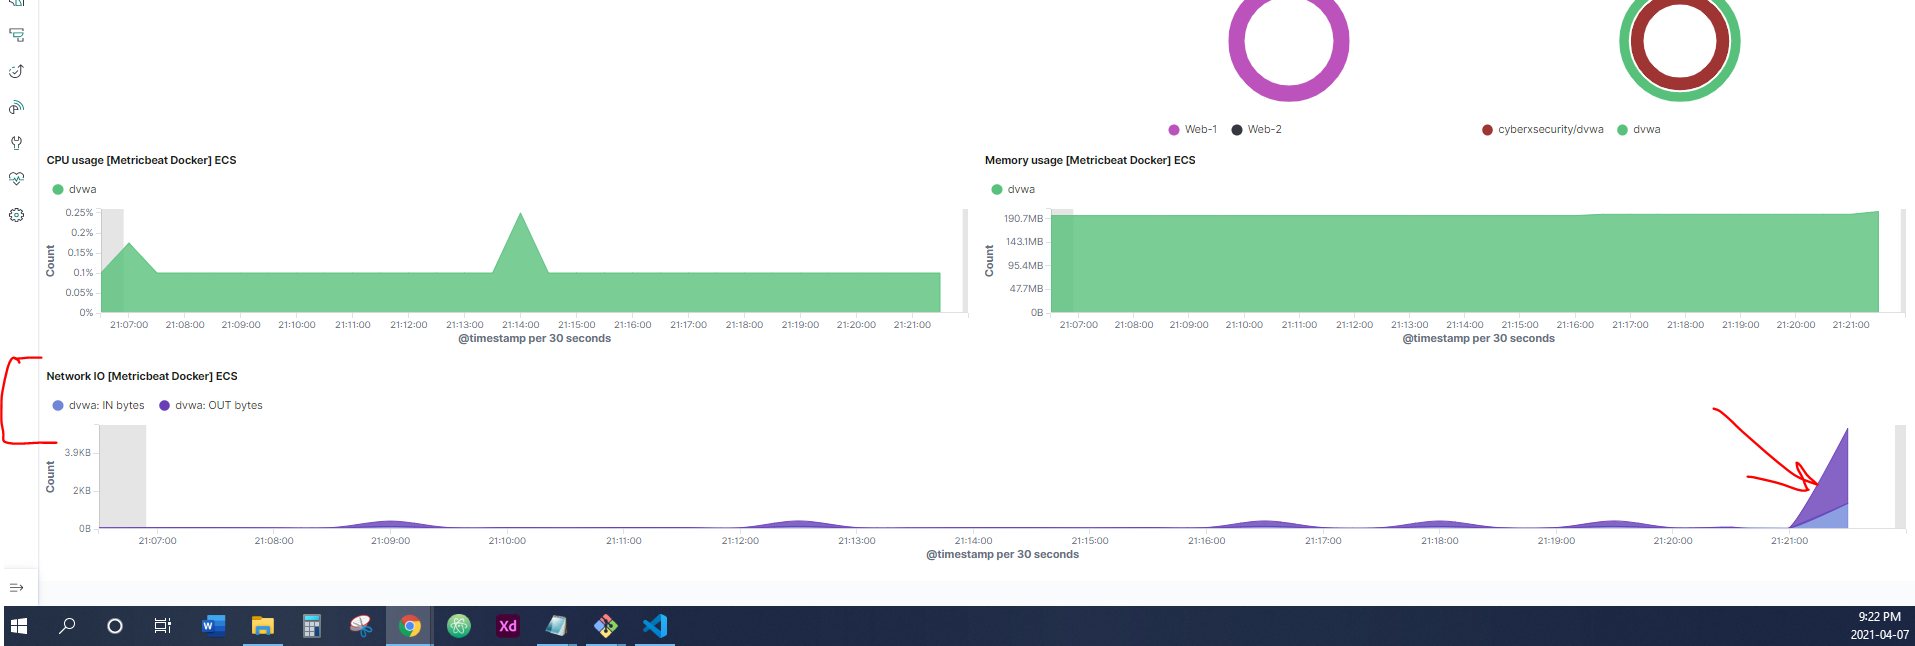 Web-1 Web-2
cyberxsecurity/dvwa dvwa
CPU usage [Metricbeat Docker] ECS
dvwa
0.25%
0.2%
0.15%
0.1%
0.05%
0%
Count
21:07:00 21:08:00 21:09:00 21:10:00 21:11:00 21:12:00 21:13:00 21:14:00 21:15:00 21:16:00 21:17:00 21:18:00 21:19:00 21:20:00 21:21:00
@timestamp per 30 seconds
Memory usage [Metricbeat Docker] ECS
dvwa
190.7MB
143.1MB
95.4MB
47.7MB
0B
Count
21:07:00 21:08:00 21:09:00 21:10:00 21:11:00 21:12:00 21:13:00 21:14:00 21:15:00 21:16:00 21:17:00 21:18:00 21:19:00 21:20:00 21:21:00
@timestamp per 30 seconds
Network IO [Metricbeat Docker] ECS
dvwa: IN bytes dvwa: OUT bytes
3.9KB
2KB
0B
Count
21:07:00 21:08:00 21:09:00 21:10:00 21:11:00 21:12:00 21:13:00 21:14:00 21:15:00 21:16:00 21:17:00 21:18:00 21:19:00 21:20:00 21:21:00
@timestamp per 30 seconds
W
Xd
9:22 PM
2021-04-07